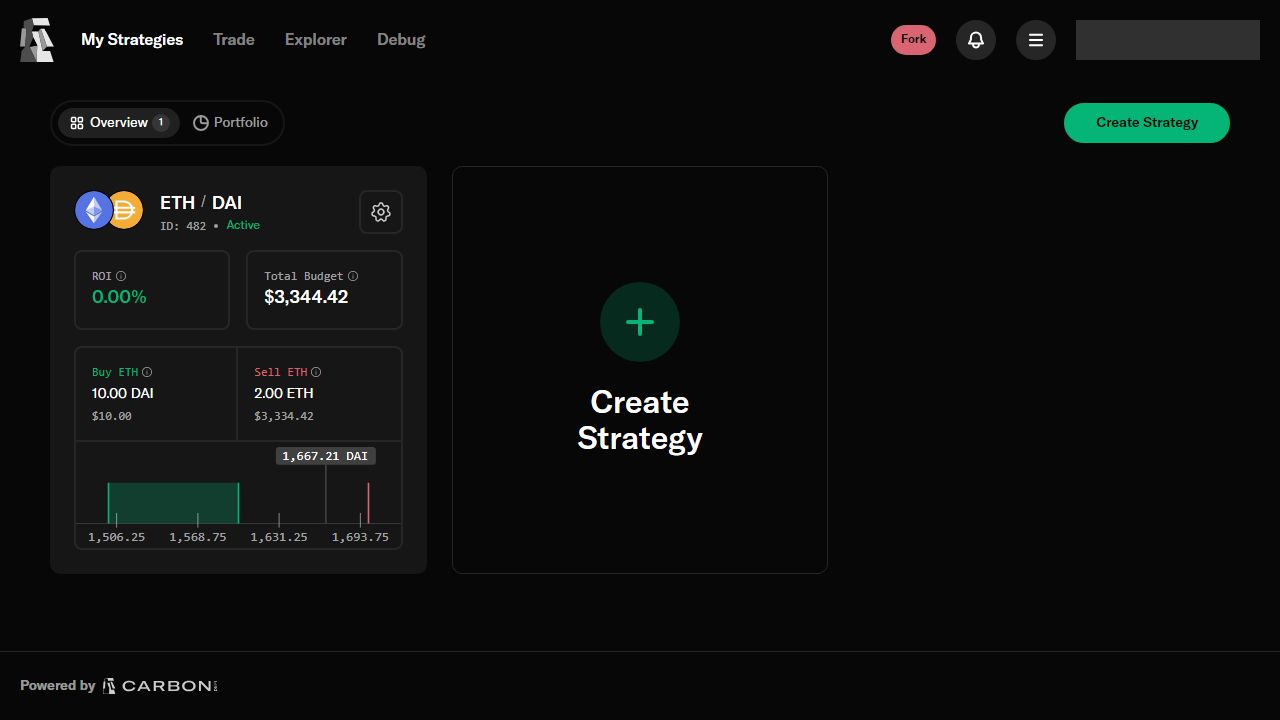 My Strategies Trade Explorer Debug Fork
Overview 1 Portfolio Create Strategy
ETH / DAI
ID: 482 • Active
ROI Total Budget
0.00% $3,344.42
Buy ETH Sell ETH
10.00 DAI 2.00 ETH
$10.00 $3,334.42
1,667.21 DAI
1,506.25 1,568.75 1,631.25 1,693.75
Create
Strategy
Powered by CARBON